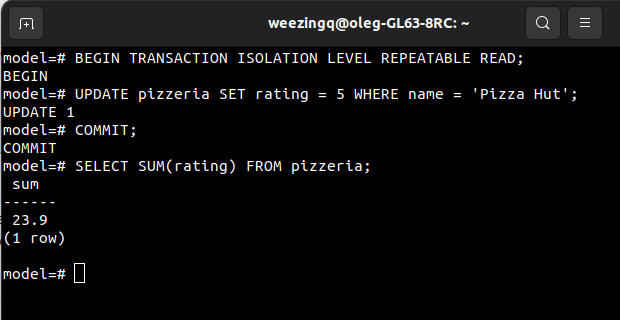 weezingq@oleg-GL63-8RC: ~
model=# BEGIN TRANSACTION ISOLATION LEVEL REPEATABLE READ;
BEGIN
model=# UPDATE pizzeria SET rating = 5 WHERE name = 'Pizza Hut';
UPDATE 1
model=# COMMIT;
COMMIT
model=# SELECT SUM(rating) FROM pizzeria;
 sum
------
 23.9
(1 row)
model=#